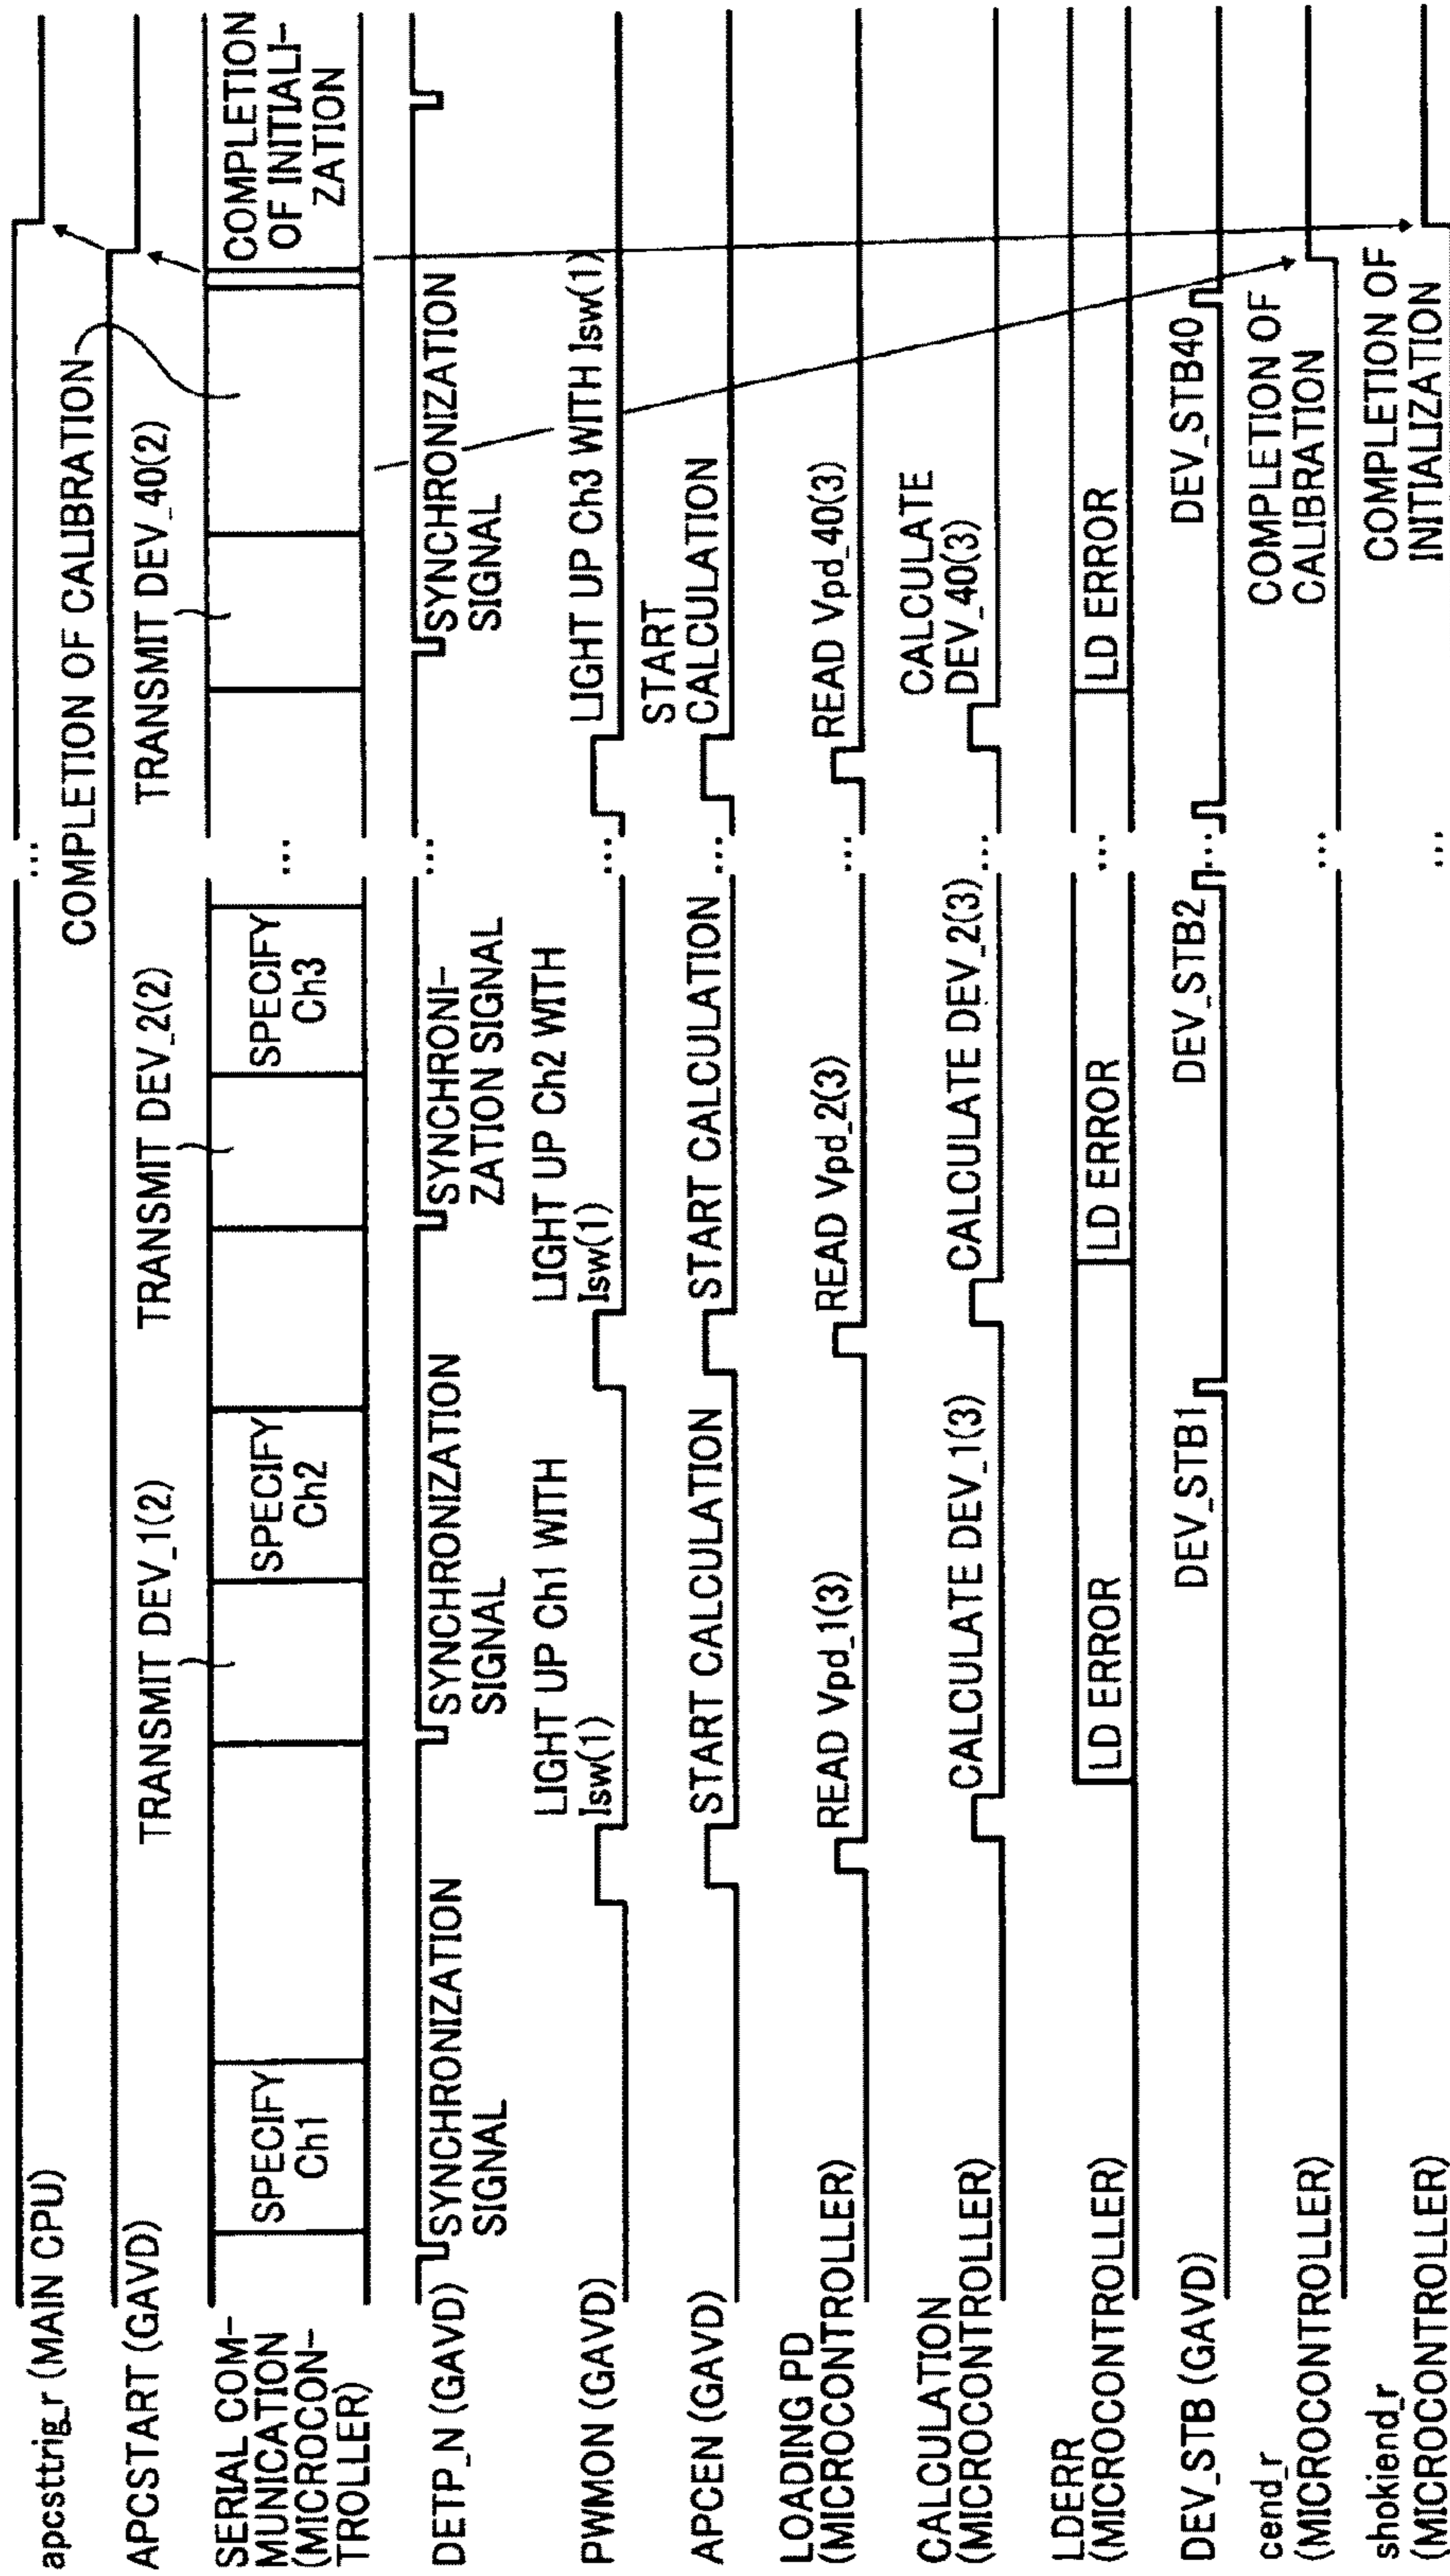 apcsttrig_r (MAIN CPU)
...
COMPLETION OF CALIBRATION
APCSTART (GAVD)
TRANSMIT DEV_1(2)
TRANSMIT DEV_2(2)
TRANSMIT DEV_40(2)
SERIAL COM-
MUNICATION
(MICROCON-
TROLLER)
SPECIFY
Ch1
SPECIFY
Ch2
SPECIFY
Ch3
...
COMPLETION
OF INITIALI-
ZATION
DETP_N (GAVD)
SYNCHRONIZATION
SIGNAL
SYNCHRONIZATION
SIGNAL
SYNCHRONI-
ZATION SIGNAL
...
SYNCHRONIZATION
SIGNAL
PWMON (GAVD)
LIGHT UP Ch1 WITH
Isw(1)
LIGHT UP Ch2 WITH
Isw(1)
...
LIGHT UP Ch3 WITH Isw(1)
APCEN (GAVD)
START CALCULATION
START CALCULATION
...
START
CALCULATION
LOADING PD
(MICROCONTROLLER)
READ Vpd_1(3)
READ Vpd_2(3)
...
READ Vpd_40(3)
CALCULATION
(MICROCONTROLLER)
CALCULATE DEV_1(3)
CALCULATE DEV_2(3)
...
CALCULATE
DEV_40(3)
LDERR
(MICROCONTROLLER)
LD ERROR
LD ERROR
...
LD ERROR
DEV_STB (GAVD)
DEV_STB1
DEV_STB2
...
DEV_STB40
cend_r
(MICROCONTROLLER)
...
COMPLETION OF
CALIBRATION
shokiend_r
(MICROCONTROLLER)
...
COMPLETION OF
INITIALIZATION